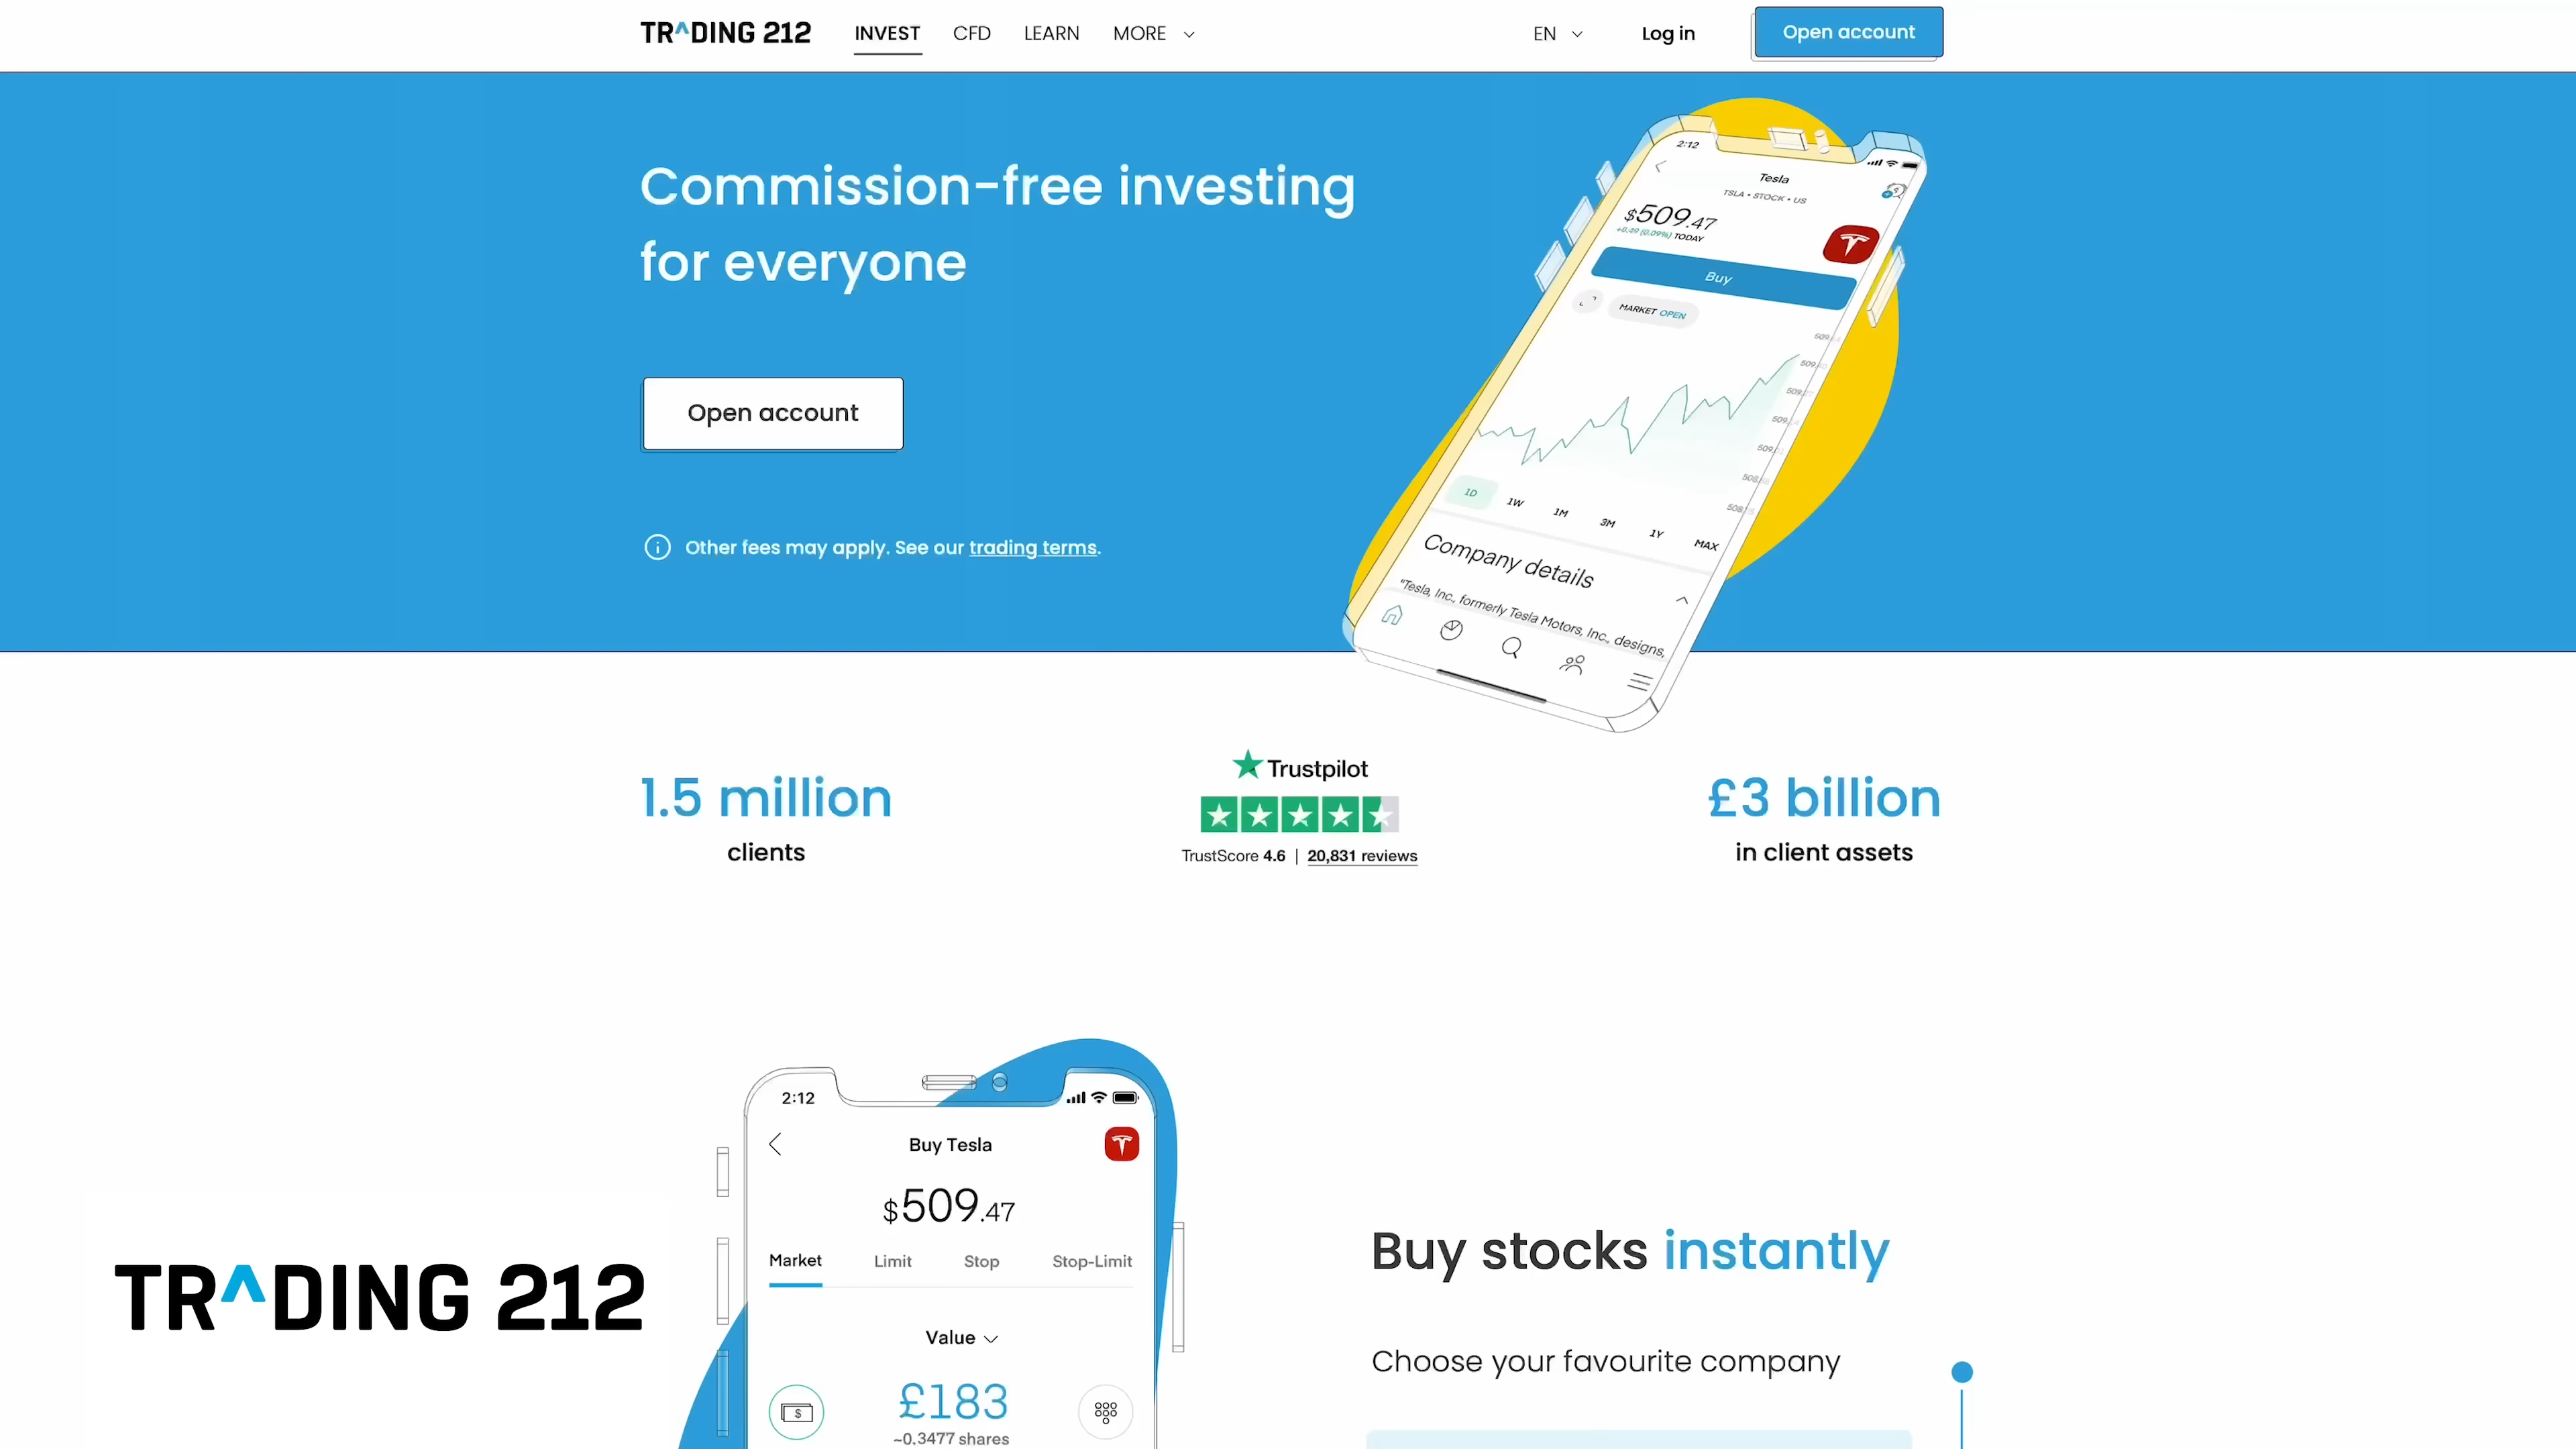 TR^DING 212
INVEST
CFD
LEARN
MORE
EN
Log in
Open account
Commission-free investing
for everyone
Open account
Other fees may apply. See our trading terms.
2:12
Tesla
TSLA • STOCK • US
$509.47
+0.49 (0.09%) TODAY
Buy
MARKET OPEN
1D 1W 1M 3M 1Y MAX
Company details
"Tesla, Inc., formerly Tesla Motors, Inc., designs,
1.5 million
clients
Trustpilot
TrustScore 4.6 | 20,831 reviews
£3 billion
in client assets
2:12
Buy Tesla
$509.47
Market Limit Stop Stop-Limit
Value
£183
~0.3477 shares
TR^DING 212
Buy stocks instantly
Choose your favourite company